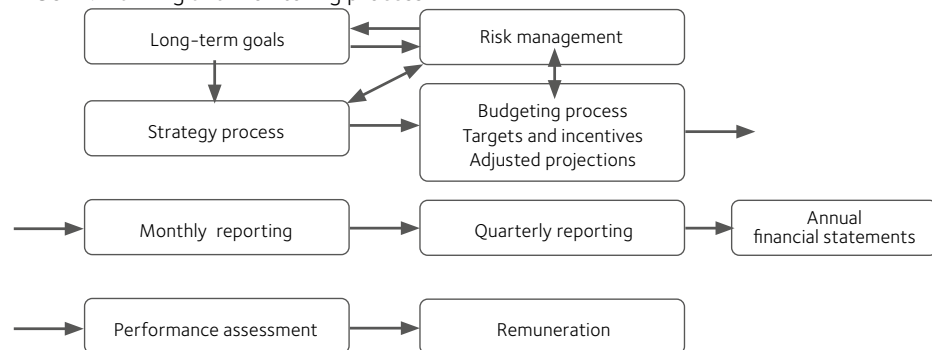 Long-term goals
Risk management
Strategy process
Budgeting process
Targets and incentives
Adjusted projections
Monthly reporting
Quarterly reporting
Annual
financial statements
Performance assessment
Remuneration